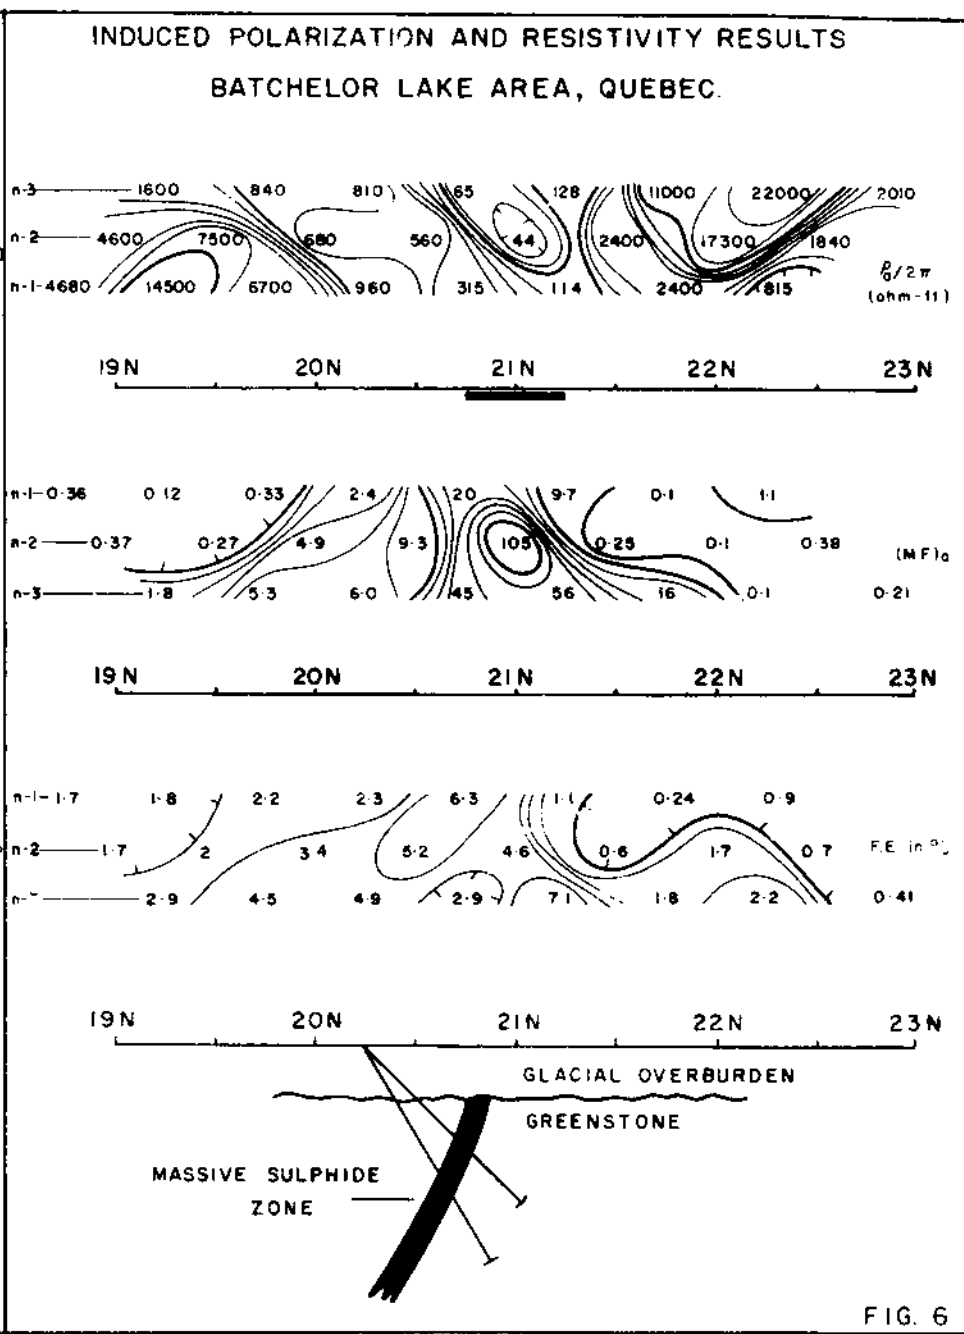 INDUCED POLARIZATION AND RESISTIVITY RESULTS
BATCHELOR LAKE AREA, QUEBEC.
n-3 1600 840 810 65 128 11000 22000 2010
n-2 4600 7500 680 560 44 2400 17300 1840
n-1-4680 14500 6700 960 315 114 2400 815
/2π
(ohm-ft)
19N 20N 21N 22N 23N
n-1-0.36 0.12 0.33 2.4 20 9.7 0.1 1.1
n-2 0.37 0.27 4.9 9.3 105 0.25 0.1 0.38 (MF)a
n-3 1.8 5.3 6.0 45 56 16 0.1 0.21
19N 20N 21N 22N 23N
n-1-1.7 1.8 2.2 2.3 6.3 1.1 0.24 0.9
n-2 1.7 2 3.4 5.2 4.6 0.6 1.7 0.7 F.E in %
2.9 4.5 4.9 2.9 7.1 1.8 2.2 0.41
19N 20N 21N 22N 23N
GLACIAL OVERBURDEN
GREENSTONE
MASSIVE SULPHIDE
ZONE
FIG. 6